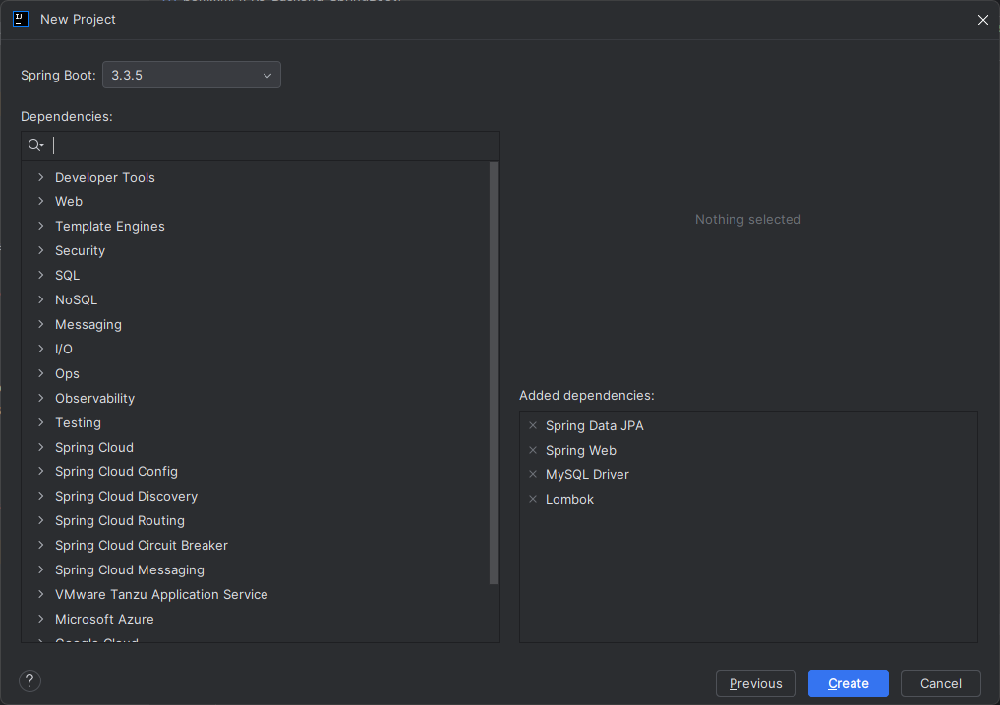 New Project
Spring Boot: 3.3.5
Dependencies:
Developer Tools
Web
Template Engines
Security
SQL
NoSQL
Messaging
I/O
Ops
Observability
Testing
Spring Cloud
Spring Cloud Config
Spring Cloud Discovery
Spring Cloud Routing
Spring Cloud Circuit Breaker
Spring Cloud Messaging
VMware Tanzu Application Service
Microsoft Azure
Google Cloud
Nothing selected
Added dependencies:
Spring Data JPA
Spring Web
MySQL Driver
Lombok
?
Previous
Create
Cancel